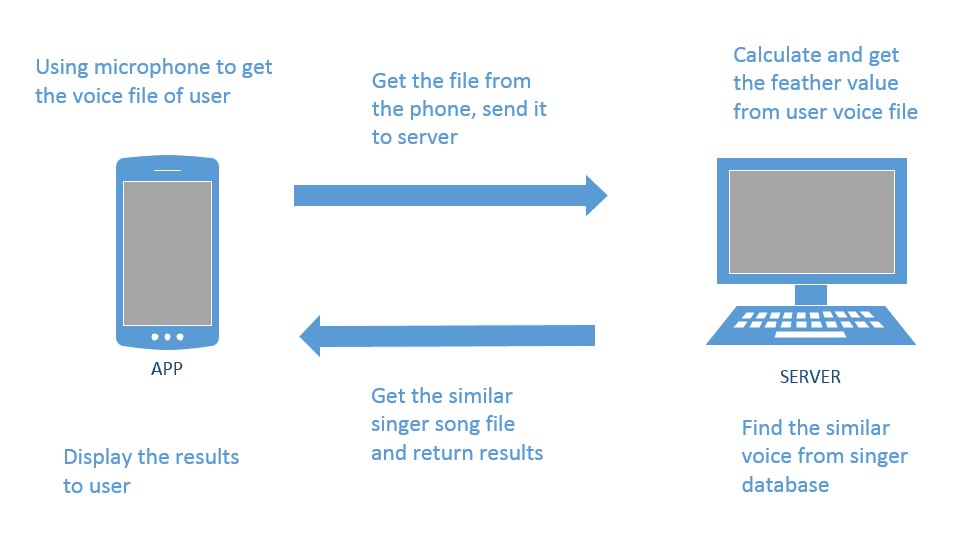 Using microphone to get
the voice file of user
Get the file from
the phone, send it
to server
Calculate and get
the feather value
from user voice file
APP
SERVER
Get the similar
singer song file
and return results
Display the results
to user
Find the similar
voice from singer
database